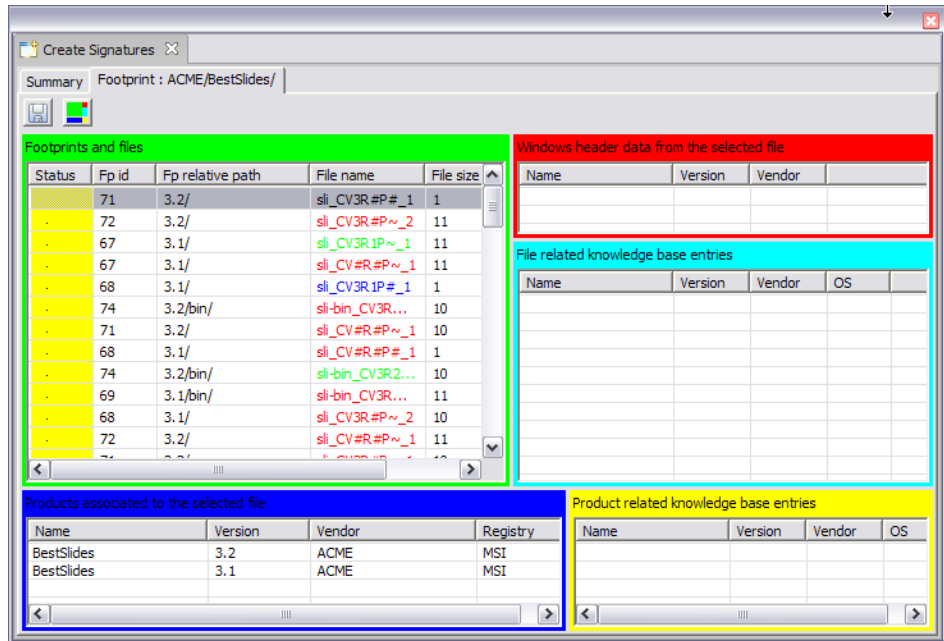 Create Signatures
Summary Footprint : ACME/BestSlides/
Footprints and files
Status Fp id Fp relative path File name File size
71 3.2/ sli_CV3R#P#_1 1
72 3.2/ sli_CV3R#P~_2 11
67 3.1/ sli_CV3R1P~_1 11
67 3.1/ sli_CV#R#P~_1 11
68 3.1/ sli_CV3R1P#_1 1
74 3.2/bin/ sli-bin_CV3R... 10
71 3.2/ sli_CV#R#P~_1 10
68 3.1/ sli_CV#R#P#_1 1
74 3.2/bin/ sli-bin_CV3R2... 10
69 3.1/bin/ sli-bin_CV3R... 11
68 3.1/ sli_CV3R#P~_2 10
72 3.2/ sli_CV#R#P~_1 11
Windows header data from the selected file
Name Version Vendor
File related knowledge base entries
Name Version Vendor OS
Products associated to the selected file
Name Version Vendor Registry
BestSlides 3.2 ACME MSI
BestSlides 3.1 ACME MSI
Product related knowledge base entries
Name Version Vendor OS